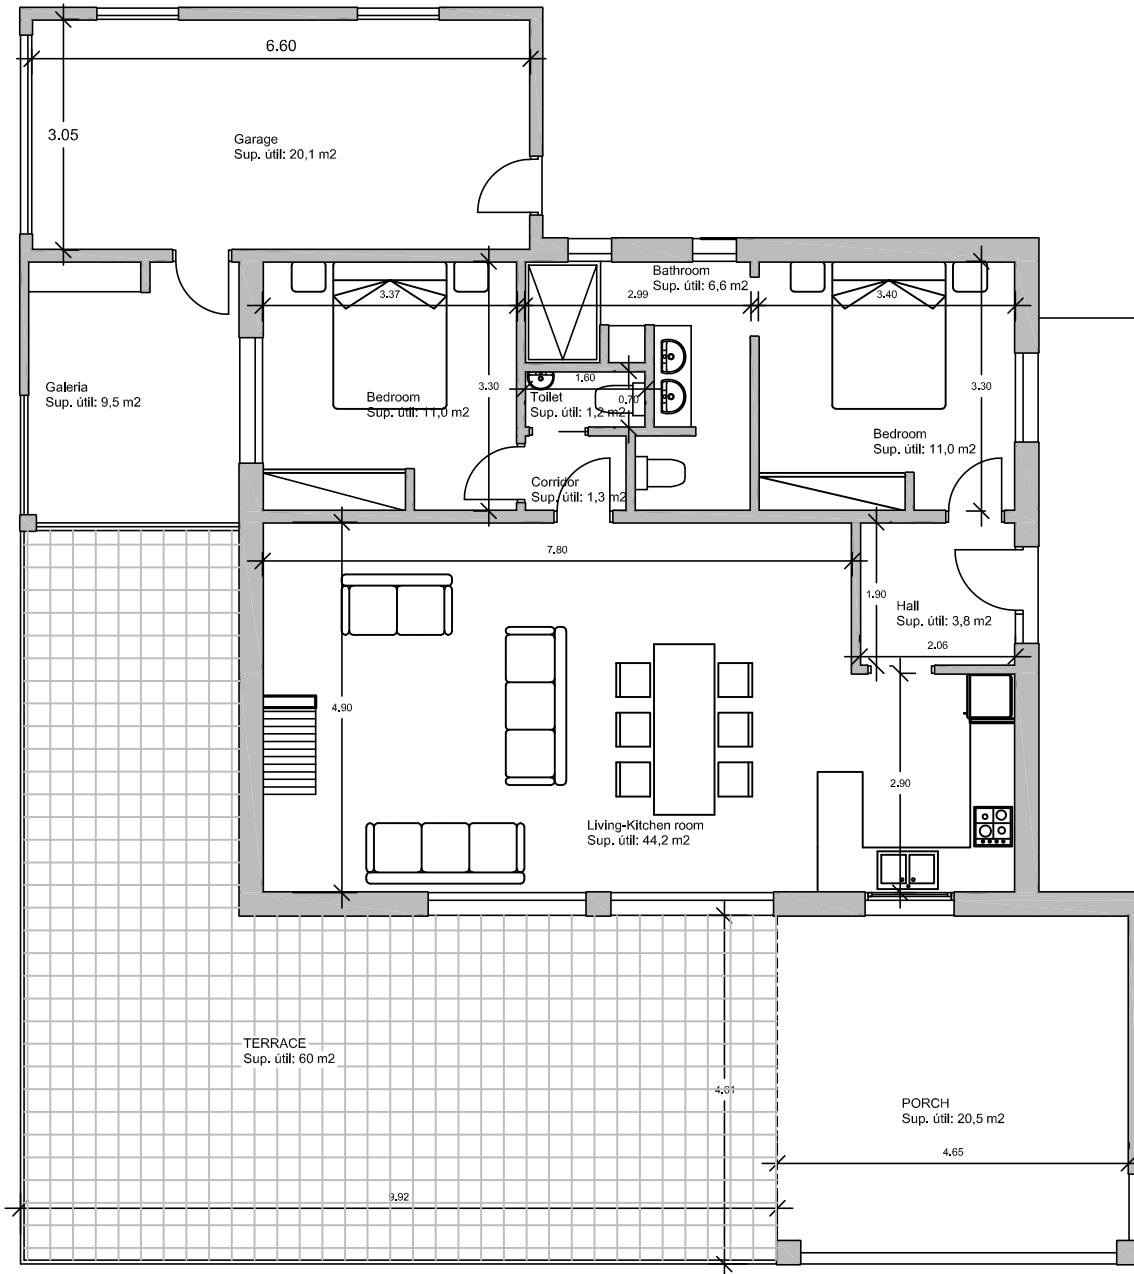 6.60
3.05
Garage
Sup. útil: 20,1 m2
Bathroom
Sup. útil: 6,6 m2
3.37
2.99
3.40
Galeria
Sup. útil: 9,5 m2
3.30
Bedroom
Sup. útil: 11,0 m2
1.60
0.70
Toilet
Sup. útil: 1,2 m2
3.30
Bedroom
Sup. útil: 11,0 m2
Corridor
Sup. útil: 1,3 m2
7.80
1.90
Hall
Sup. útil: 3,8 m2
2.06
4.90
2.90
Living-Kitchen room
Sup. útil: 44,2 m2
TERRACE
Sup. útil: 60 m2
4.61
PORCH
Sup. útil: 20,5 m2
4.65
9.92